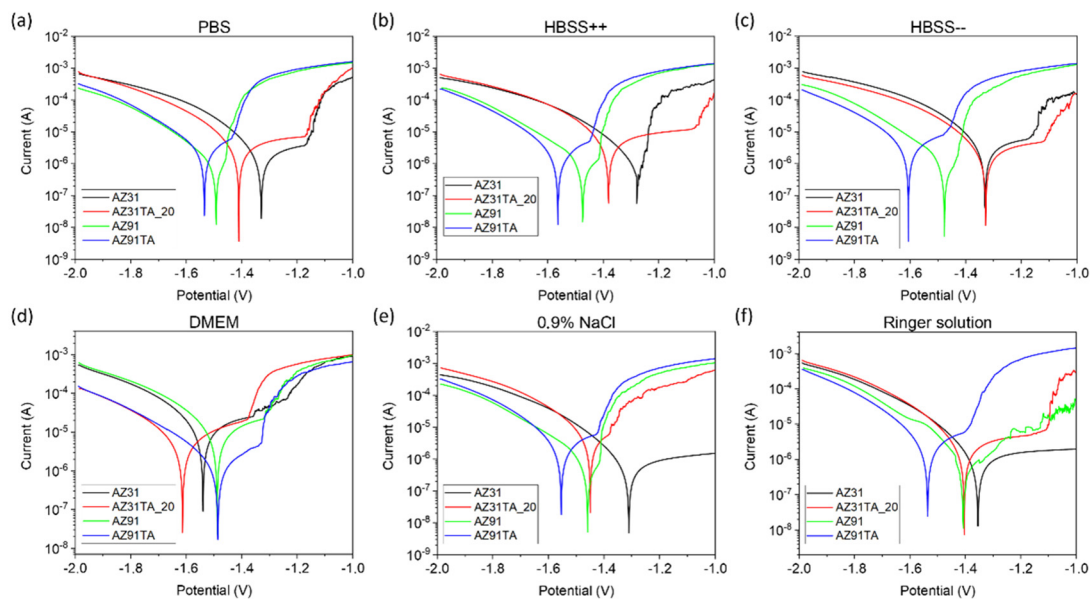 (a) PBS
Current (A)
10⁻²
10⁻³
10⁻⁴
10⁻⁵
10⁻⁶
10⁻⁷
10⁻⁸
10⁻⁹
AZ31
AZ31TA_20
AZ91
AZ91TA
-2.0 -1.8 -1.6 -1.4 -1.2 -1.0
Potential (V)
(b) HBSS++
Current (A)
10⁻²
10⁻³
10⁻⁴
10⁻⁵
10⁻⁶
10⁻⁷
10⁻⁸
10⁻⁹
AZ31
AZ31TA_20
AZ91
AZ91TA
-2.0 -1.8 -1.6 -1.4 -1.2 -1.0
Potential (V)
(c) HBSS--
Current (A)
10⁻²
10⁻³
10⁻⁴
10⁻⁵
10⁻⁶
10⁻⁷
10⁻⁸
10⁻⁹
AZ31
AZ31TA_20
AZ91
AZ91TA
-2.0 -1.8 -1.6 -1.4 -1.2 -1.0
Potential (V)
(d) DMEM
Current (A)
10⁻³
10⁻⁴
10⁻⁵
10⁻⁶
10⁻⁷
10⁻⁸
AZ31
AZ31TA_20
AZ91
AZ91TA
-2.0 -1.8 -1.6 -1.4 -1.2 -1.0
Potential (V)
(e) 0.9% NaCl
Current (A)
10⁻²
10⁻³
10⁻⁴
10⁻⁵
10⁻⁶
10⁻⁷
10⁻⁸
10⁻⁹
AZ31
AZ31TA_20
AZ91
AZ91TA
-2.0 -1.8 -1.6 -1.4 -1.2 -1.0
Potential (V)
(f) Ringer solution
Current (A)
10⁻³
10⁻⁴
10⁻⁵
10⁻⁶
10⁻⁷
10⁻⁸
AZ31
AZ31TA_20
AZ91
AZ91TA
-2.0 -1.8 -1.6 -1.4 -1.2 -1.0
Potential (V)